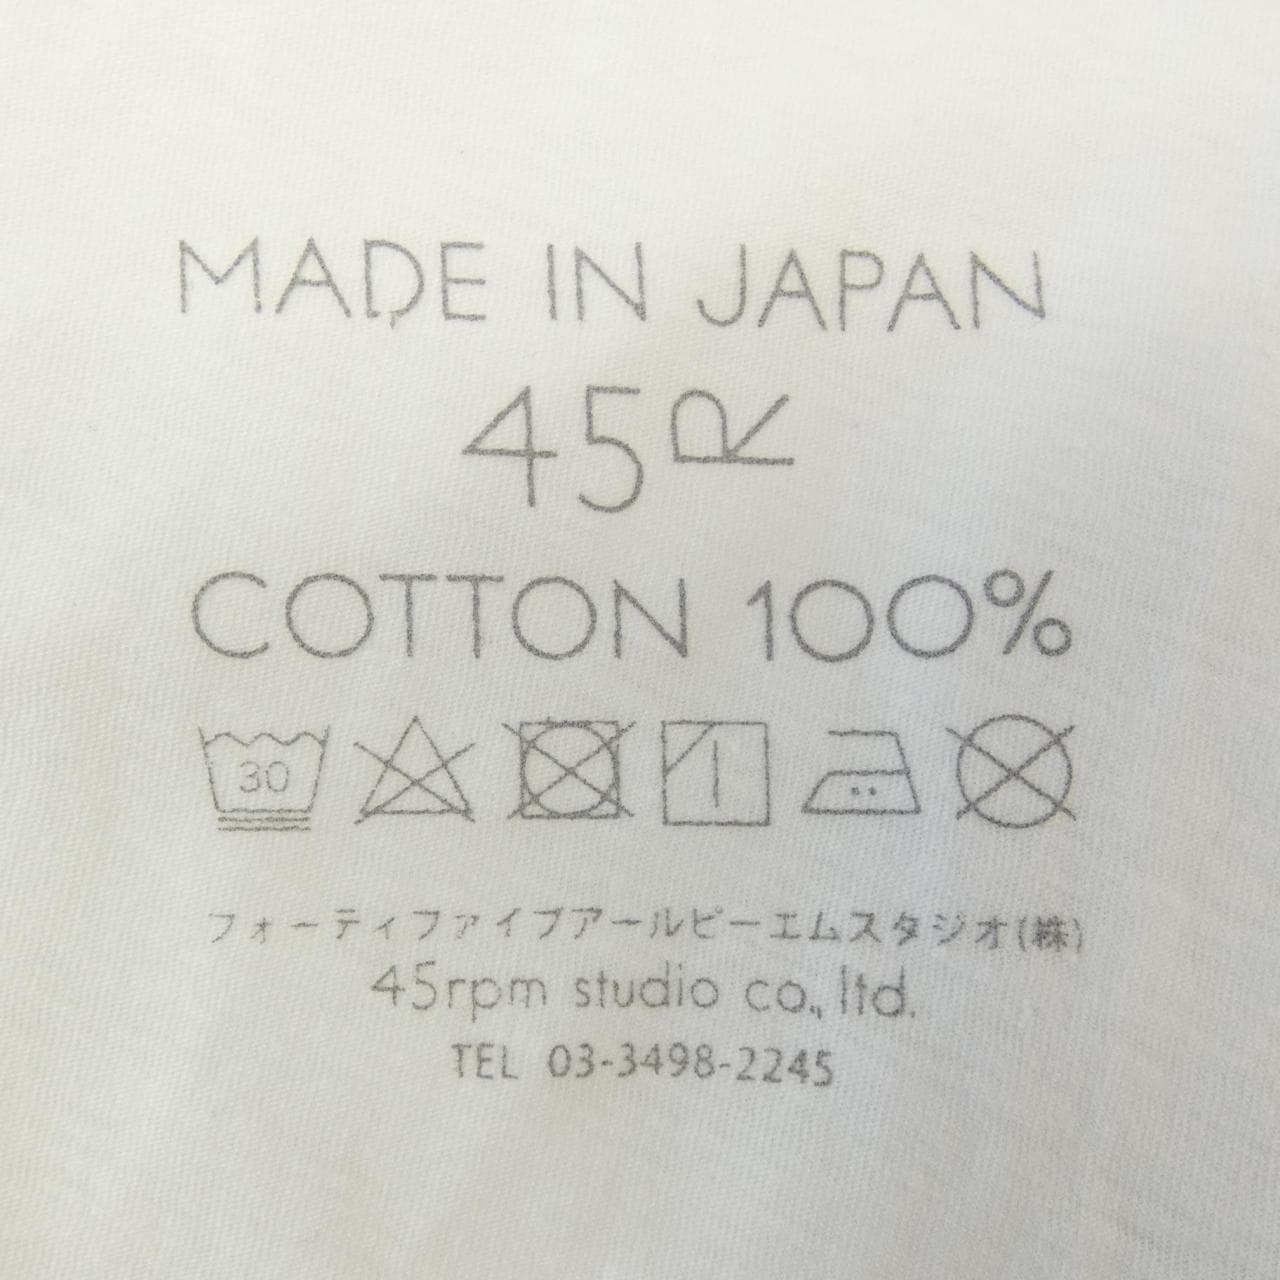 MADE IN JAPAN
45R
COTTON 100%
30
フォーティファイブアールピーエムスタジオ(株)
45rpm studio co., ltd.
TEL 03-3498-2245